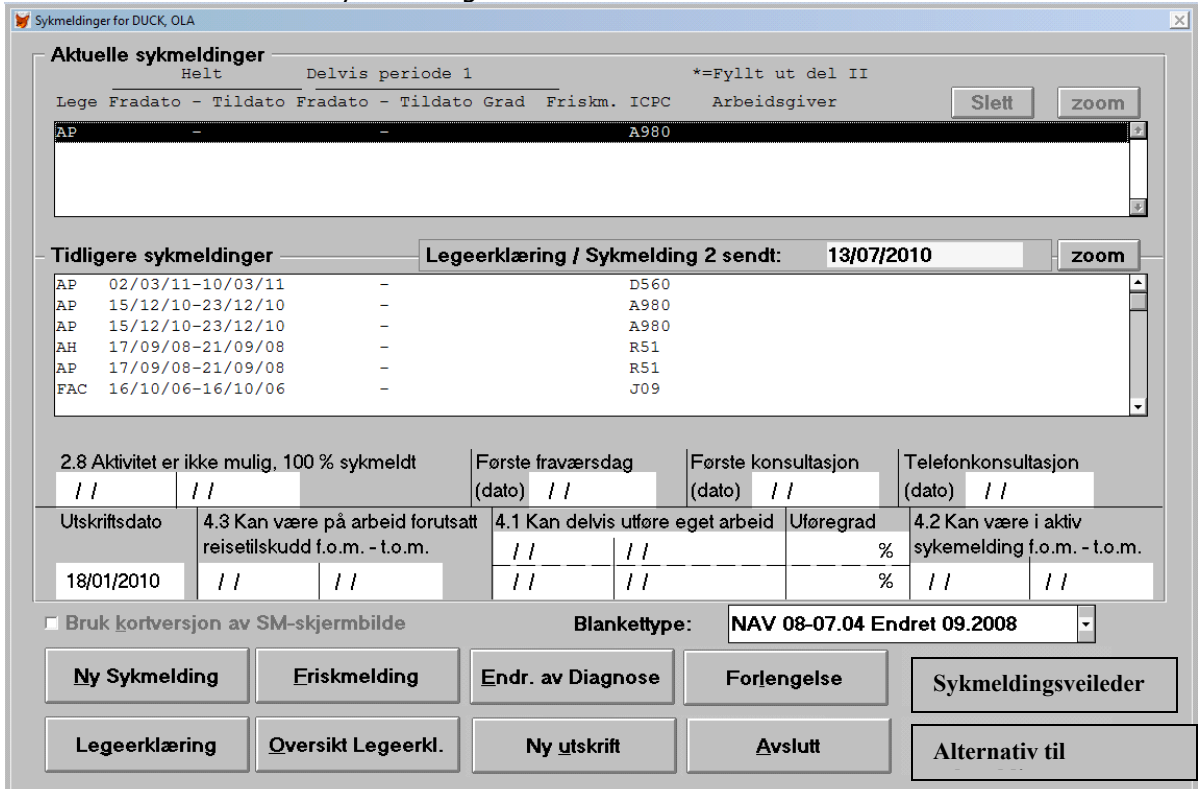 Sykmeldinger for DUCK, OLA
Aktuelle sykmeldinger
Helt Delvis periode 1 *=Fyllt ut del II
Lege Fradato - Tildato Fradato - Tildato Grad Friskm. ICPC Arbeidsgiver Slett zoom
AP - - A980
Tidligere sykmeldinger Legeerklæring / Sykmelding 2 sendt: 13/07/2010 zoom
AP 02/03/11-10/03/11 - D560
AP 15/12/10-23/12/10 - A980
AP 15/12/10-23/12/10 - A980
AH 17/09/08-21/09/08 - R51
AP 17/09/08-21/09/08 - R51
FAC 16/10/06-16/10/06 - J09
2.8 Aktivitet er ikke mulig, 100 % sykmeldt Første fraværsdag Første konsultasjon Telefonkonsultasjon
/ / / / (dato) / / (dato) / / (dato) / /
Utskriftsdato 4.3 Kan være på arbeid forutsatt 4.1 Kan delvis utføre eget arbeid Uføregrad 4.2 Kan være i aktiv
reisetilskudd f.o.m. - t.o.m. / / / / % sykemelding f.o.m. - t.o.m.
18/01/2010 / / / / / / / / % / / / /
Bruk kortversjon av SM-skjermbilde Blankettype: NAV 08-07.04 Endret 09.2008
Ny Sykmelding Friskmelding Endr. av Diagnose Forlengelse Sykmeldingsveileder
Legeerklæring Oversikt Legeerkl. Ny utskrift Avslutt Alternativ til